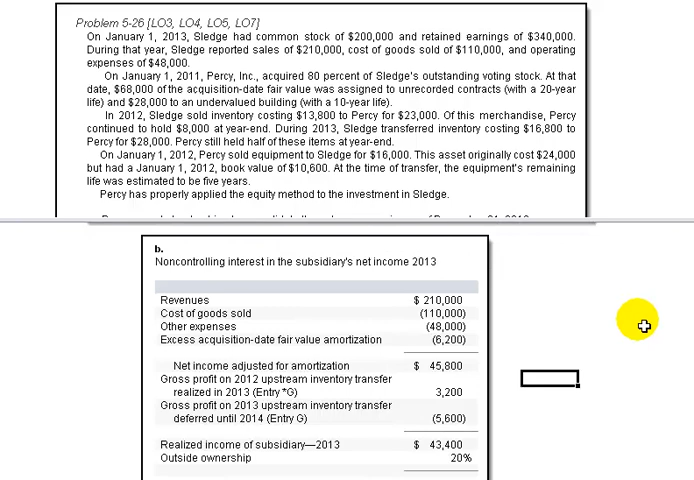 Problem 5-26 [LO3, LO4, LO5, LO7]
On January 1, 2013, Sledge had common stock of $200,000 and retained earnings of $340,000.
During that year, Sledge reported sales of $210,000, cost of goods sold of $110,000, and operating
expenses of $48,000.
On January 1, 2011, Percy, Inc., acquired 80 percent of Sledge's outstanding voting stock. At that
date, $68,000 of the acquisition-date fair value was assigned to unrecorded contracts (with a 20-year
life) and $28,000 to an undervalued building (with a 10-year life).
In 2012, Sledge sold inventory costing $13,800 to Percy for $23,000. Of this merchandise, Percy
continued to hold $8,000 at year-end. During 2013, Sledge transferred inventory costing $16,800 to
Percy for $28,000. Percy still held half of these items at year-end.
On January 1, 2012, Percy sold equipment to Sledge for $16,000. This asset originally cost $24,000
but had a January 1, 2012, book value of $10,600. At the time of transfer, the equipment's remaining
life was estimated to be five years.
Percy has properly applied the equity method to the investment in Sledge.
b.
Noncontrolling interest in the subsidiary's net income 2013
Revenues $ 210,000
Cost of goods sold (110,000)
Other expenses (48,000)
Excess acquisition-date fair value amortization (6,200)
Net income adjusted for amortization $ 45,800
Gross profit on 2012 upstream inventory transfer
realized in 2013 (Entry *G) 3,200
Gross profit on 2013 upstream inventory transfer
deferred until 2014 (Entry G) (5,600)
Realized income of subsidiary—2013 $ 43,400
Outside ownership 20%